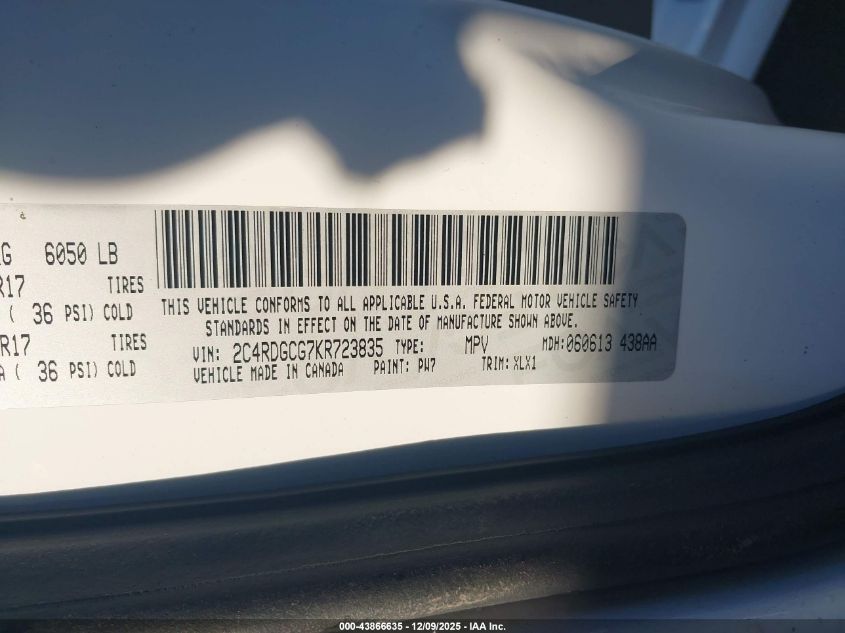 G 6050 LB
R17 TIRES
( 36 PSI) COLD
R17 TIRES
A ( 36 PSI) COLD
THIS VEHICLE CONFORMS TO ALL APPLICABLE U.S.A. FEDERAL MOTOR VEHICLE SAFETY
STANDARDS IN EFFECT ON THE DATE OF MANUFACTURE SHOWN ABOVE.
VIN: 2C4RDGCG7KR723835 TYPE: MPV MDH: 060613 438AA
VEHICLE MADE IN CANADA PAINT: PW7 TRIM: XLX1
000-43866635 - 12/09/2025 - IAA Inc.